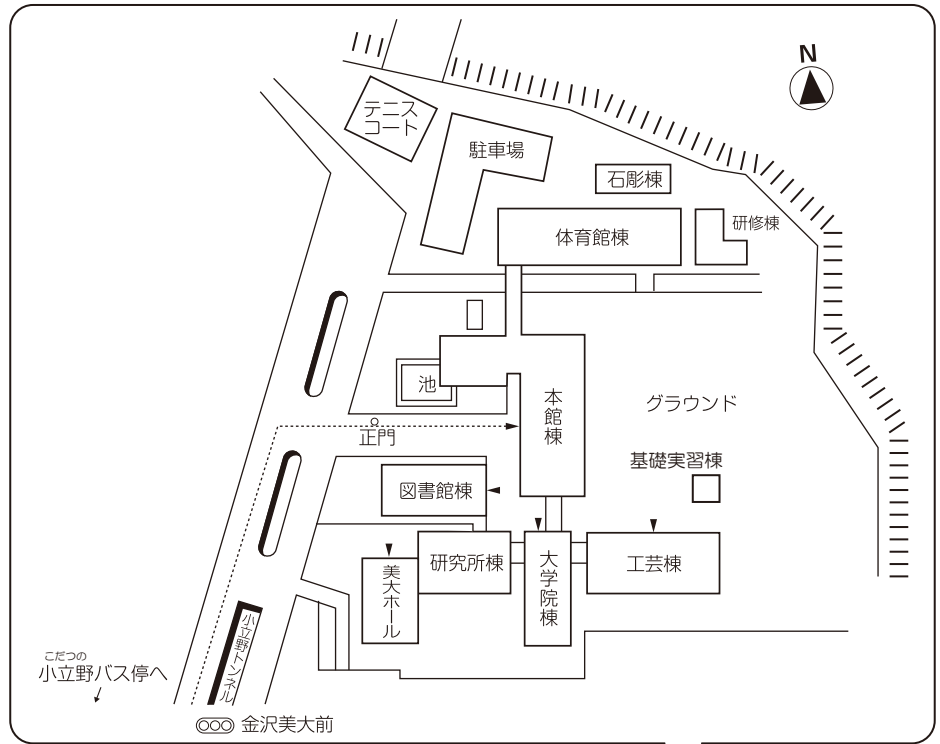 N
テニス
コート
駐車場
石彫棟
研修棟
体育館棟
池
本館棟
グラウンド
正門
基礎実習棟
図書館棟
研究所棟
大学院棟
工芸棟
美大ホール
小立野トンネル
こだつの
小立野バス停へ
金沢美大前